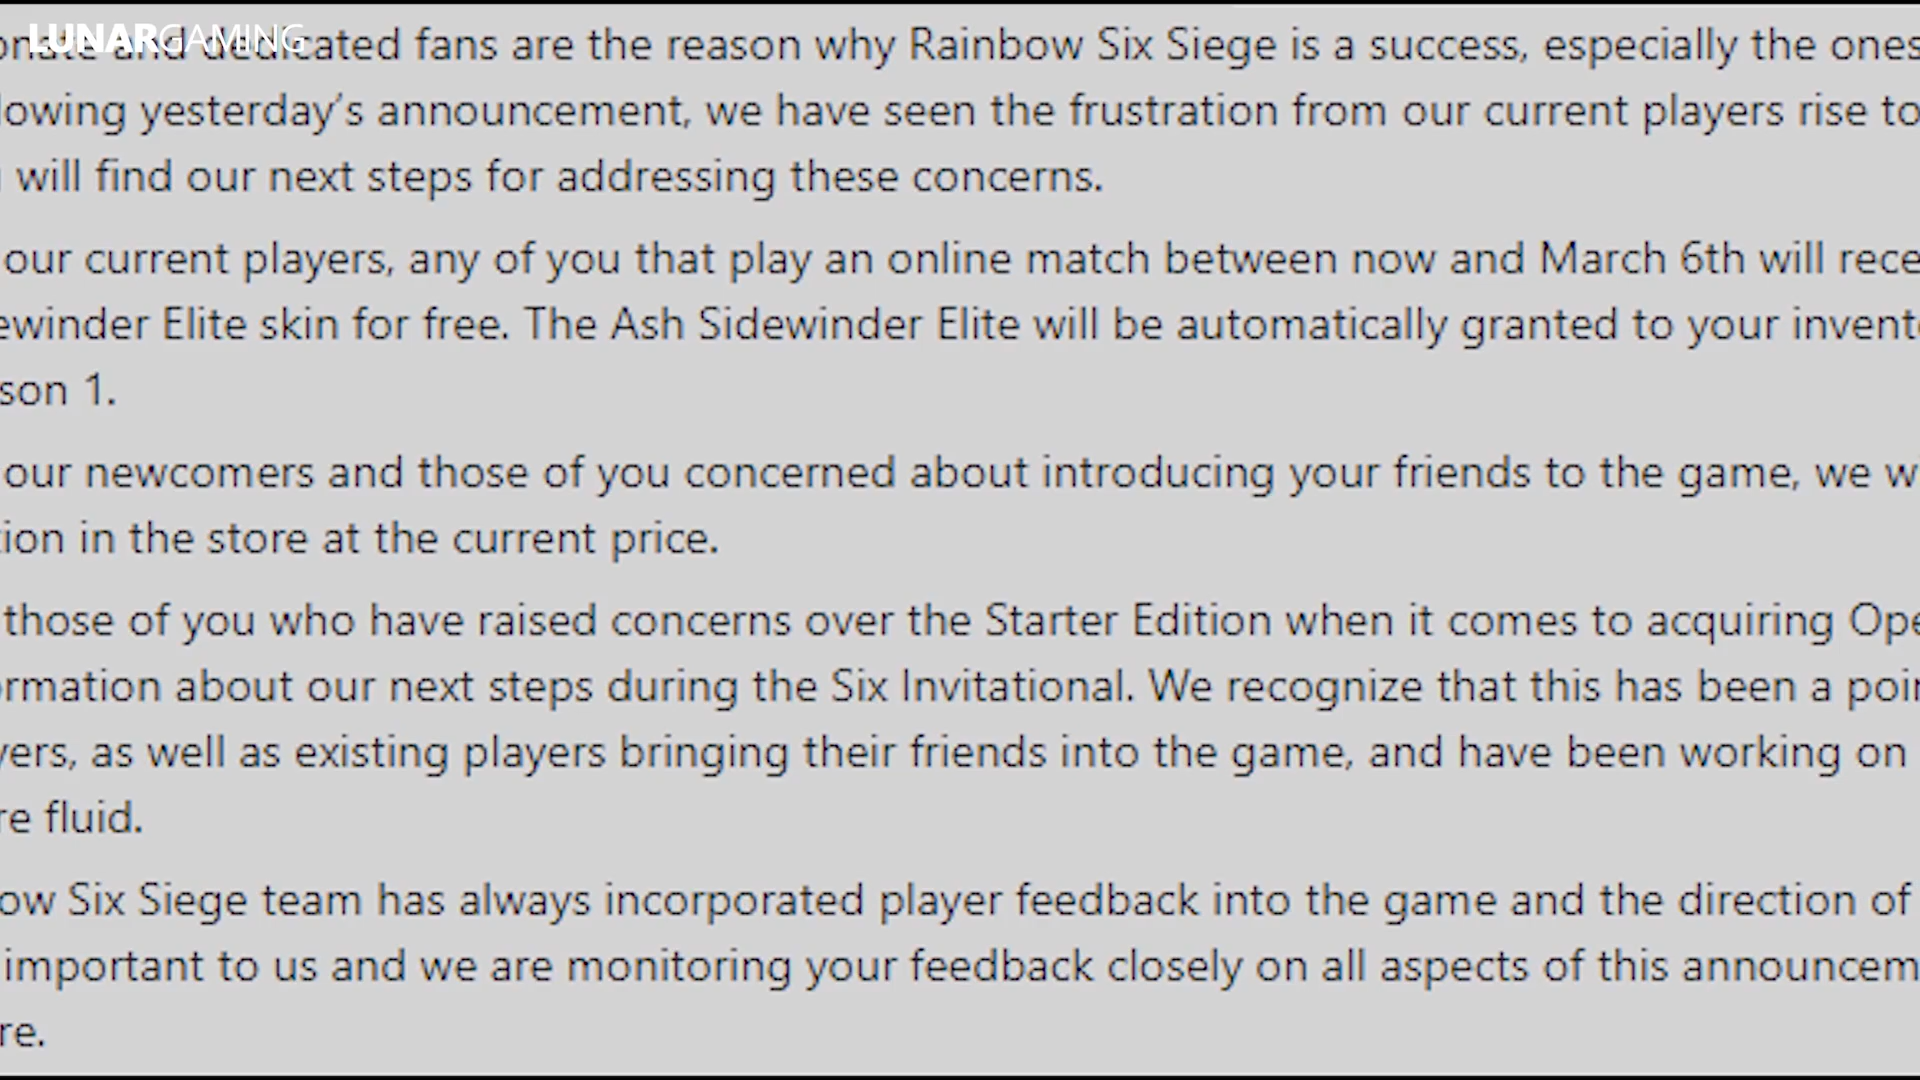 LUNARGAMING
onate and dedicated fans are the reason why Rainbow Six Siege is a success, especially the ones
lowing yesterday's announcement, we have seen the frustration from our current players rise to
will find our next steps for addressing these concerns.
our current players, any of you that play an online match between now and March 6th will rece
ewinder Elite skin for free. The Ash Sidewinder Elite will be automatically granted to your invent
son 1.
our newcomers and those of you concerned about introducing your friends to the game, we wi
tion in the store at the current price.
those of you who have raised concerns over the Starter Edition when it comes to acquiring Ope
ormation about our next steps during the Six Invitational. We recognize that this has been a poin
yers, as well as existing players bringing their friends into the game, and have been working on
re fluid.
ow Six Siege team has always incorporated player feedback into the game and the direction of
important to us and we are monitoring your feedback closely on all aspects of this announcem
re.